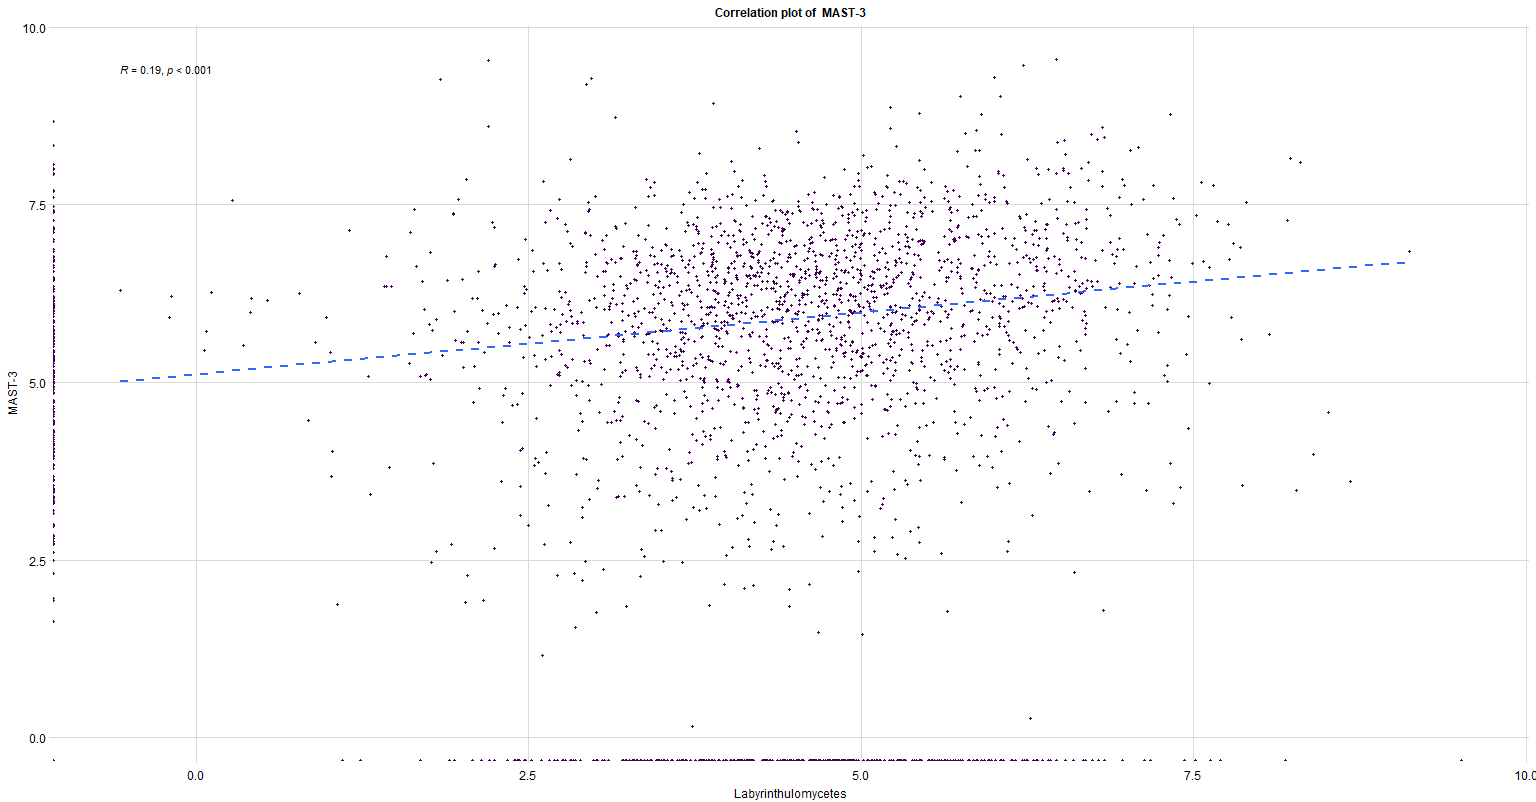 Correlation plot of MAST-3
10.0
R = 0.19, p < 0.001
7.5
5.0
MAST-3
2.5
0.0
0.0 2.5 5.0 7.5 10.0
Labyrinthulomycetes